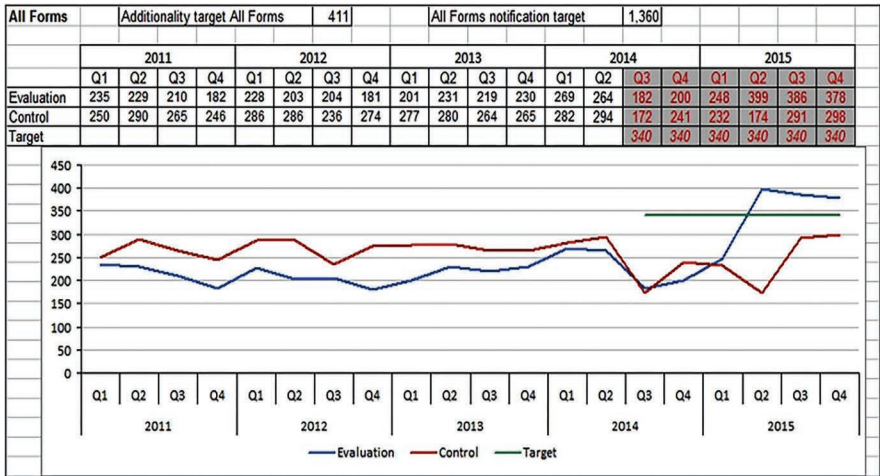 All Forms Additionality target All Forms 411 All Forms notification target 1,360
2011 2012 2013 2014 2015
Q1 Q2 Q3 Q4 Q1 Q2 Q3 Q4 Q1 Q2 Q3 Q4 Q1 Q2 Q3 Q4 Q1 Q2 Q3 Q4
Evaluation 235 229 210 182 228 203 204 181 201 231 219 230 269 264 182 200 248 399 386 378
Control 250 290 265 246 286 286 236 274 277 280 264 265 282 294 172 241 232 174 291 298
Target 340 340 340 340 340 340
450
400
350
300
250
200
150
100
50
0
Q1 Q2 Q3 Q4 Q1 Q2 Q3 Q4 Q1 Q2 Q3 Q4 Q1 Q2 Q3 Q4 Q1 Q2 Q3 Q4
2011 2012 2013 2014 2015
Evaluation Control Target